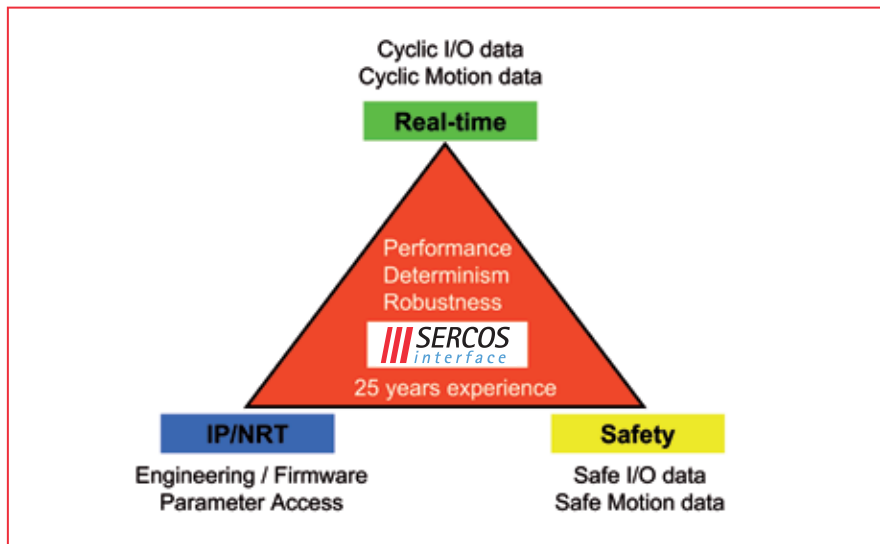 Cyclic I/O data
Cyclic Motion data
Real-time
Performance
Determinism
Robustness
SERCOS
interface
25 years experience
IP/NRT
Engineering / Firmware
Parameter Access
Safety
Safe I/O data
Safe Motion data